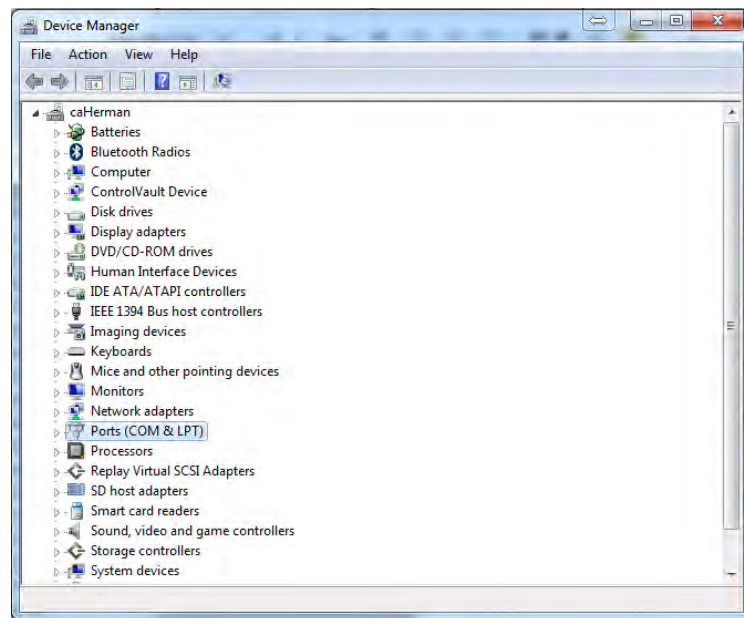 Device Manager
File Action View Help
caHerman
Batteries
Bluetooth Radios
Computer
ControlVault Device
Disk drives
Display adapters
DVD/CD-ROM drives
Human Interface Devices
IDE ATA/ATAPI controllers
IEEE 1394 Bus host controllers
Imaging devices
Keyboards
Mice and other pointing devices
Monitors
Network adapters
Ports (COM & LPT)
Processors
Replay Virtual SCSI Adapters
SD host adapters
Smart card readers
Sound, video and game controllers
Storage controllers
System devices